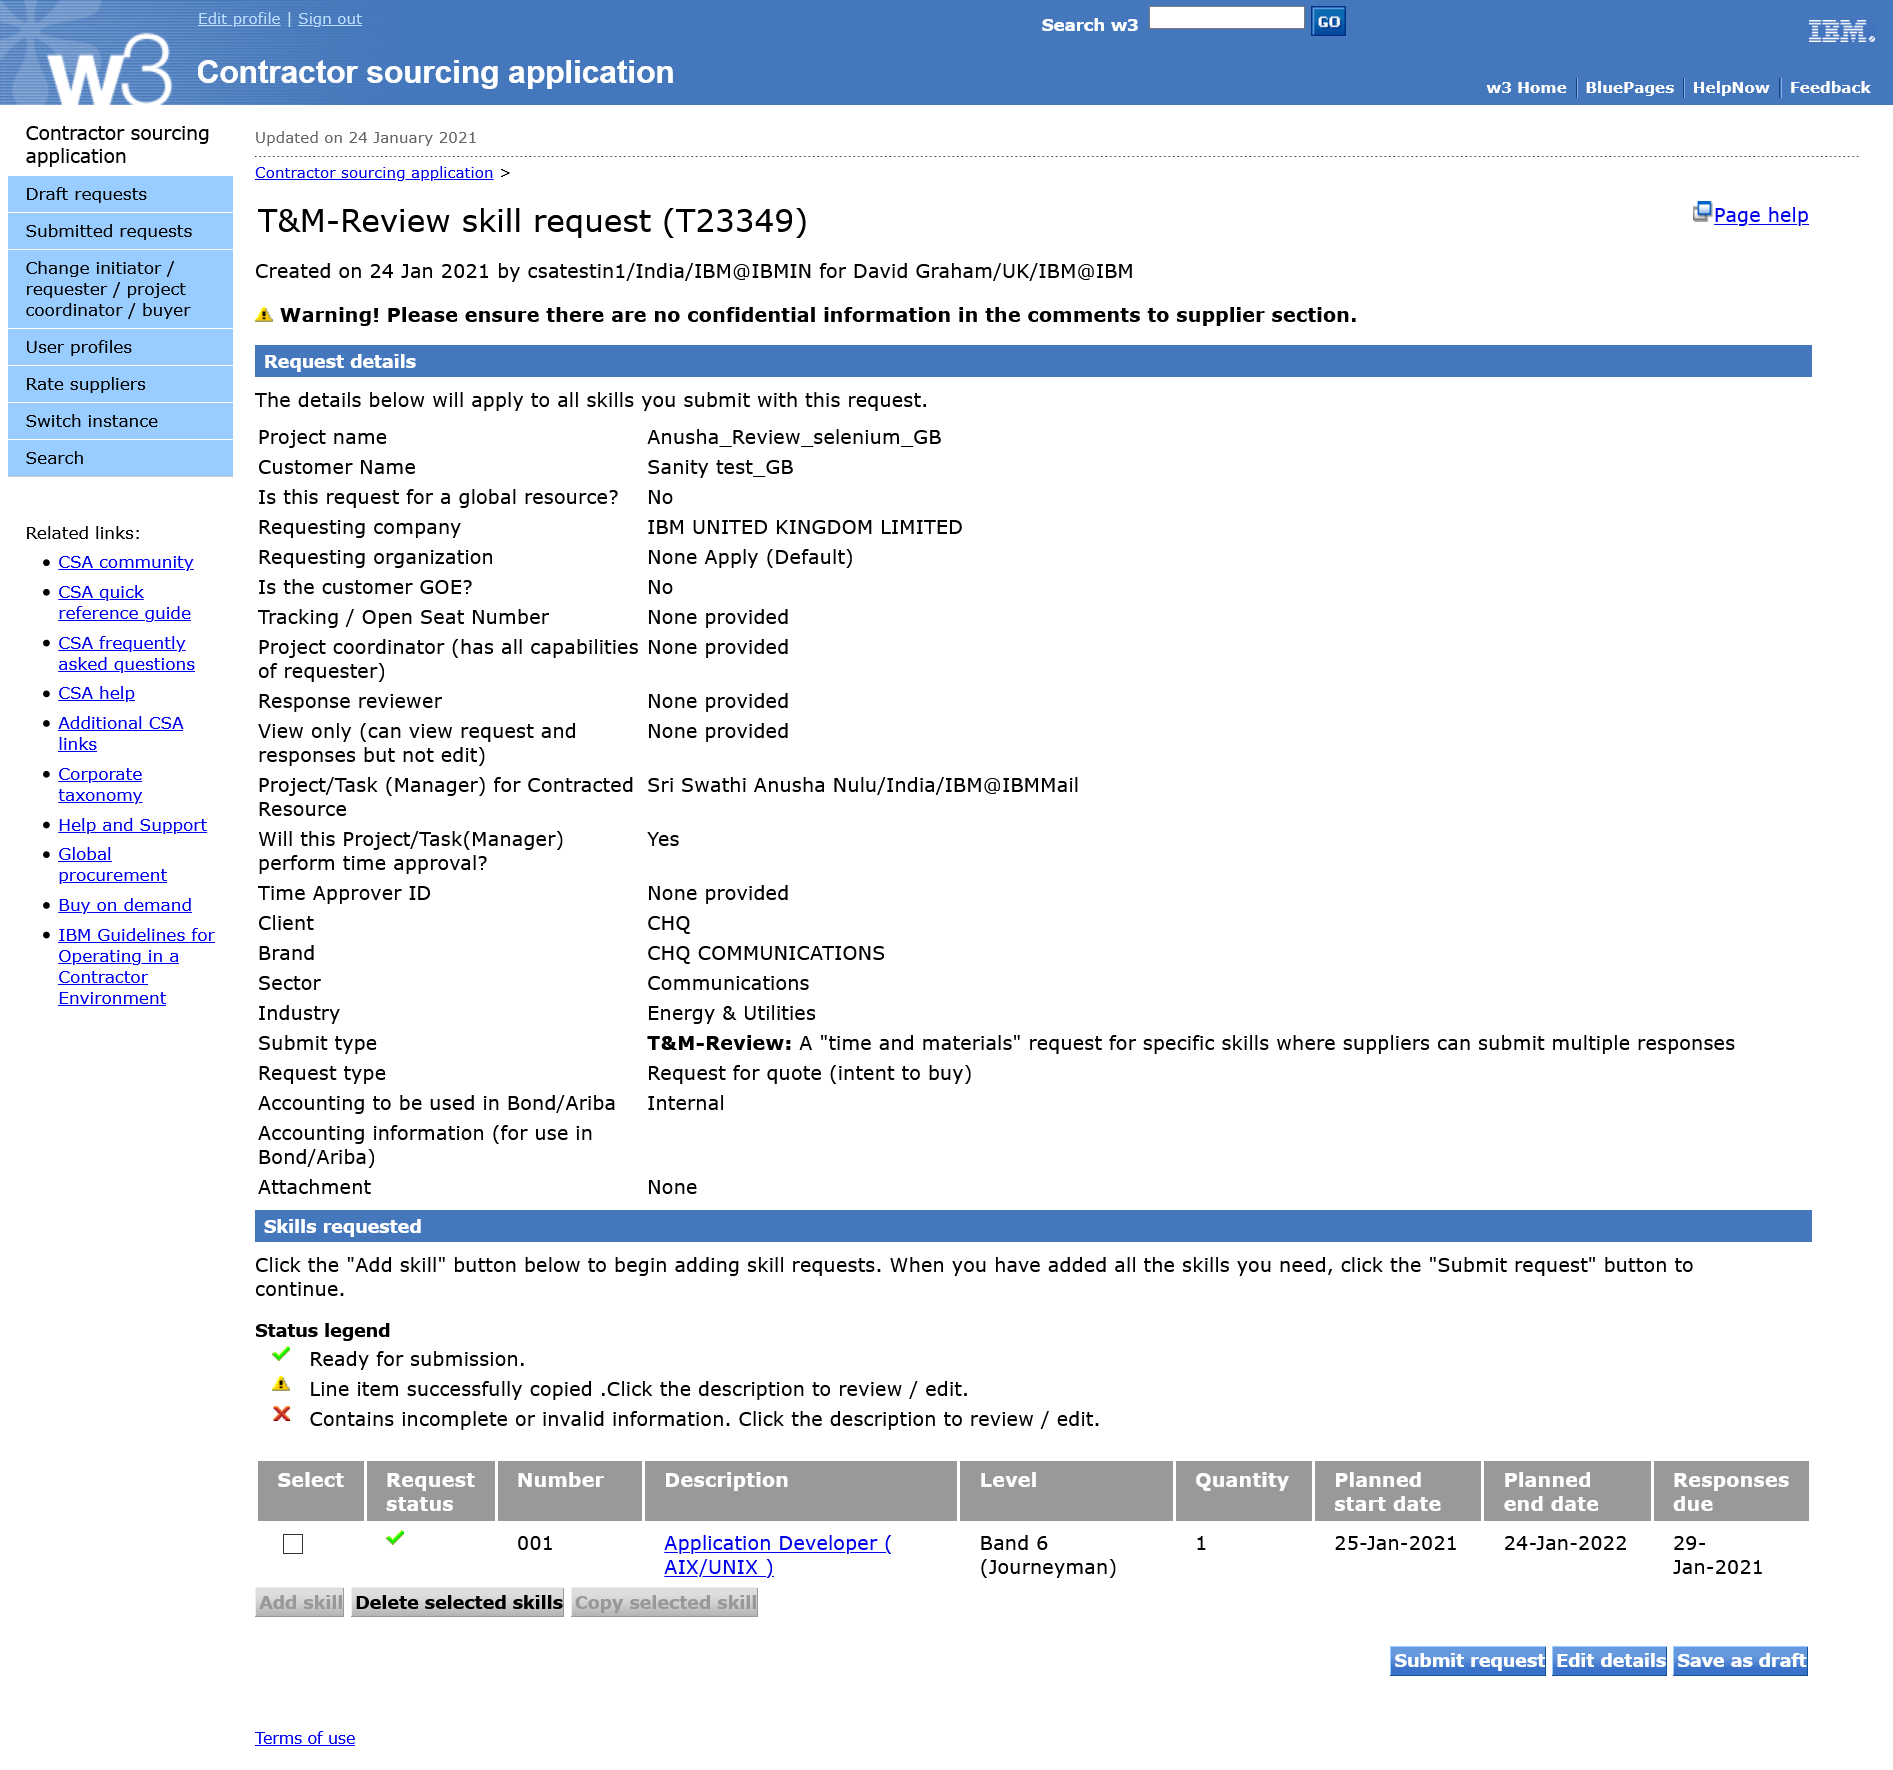 Edit profile | Sign out
Search w3 GO
IBM.
w3 Contractor sourcing application
w3 Home BluePages HelpNow Feedback
Contractor sourcing
application
Draft requests
Submitted requests
Change initiator /
requester / project
coordinator / buyer
User profiles
Rate suppliers
Switch instance
Search
Related links:
CSA community
CSA quick
reference guide
CSA frequently
asked questions
CSA help
Additional CSA
links
Corporate
taxonomy
Help and Support
Global
procurement
Buy on demand
IBM Guidelines for
Operating in a
Contractor
Environment
Updated on 24 January 2021
Contractor sourcing application >
T&M-Review skill request (T23349)
Page help
Created on 24 Jan 2021 by csatestin1/India/IBM@IBMIN for David Graham/UK/IBM@IBM
Warning! Please ensure there are no confidential information in the comments to supplier section.
Request details
The details below will apply to all skills you submit with this request.
Project name Anusha_Review_selenium_GB
Customer Name Sanity test_GB
Is this request for a global resource? No
Requesting company IBM UNITED KINGDOM LIMITED
Requesting organization None Apply (Default)
Is the customer GOE? No
Tracking / Open Seat Number None provided
Project coordinator (has all capabilities None provided
of requester)
Response reviewer None provided
View only (can view request and None provided
responses but not edit)
Project/Task (Manager) for Contracted Sri Swathi Anusha Nulu/India/IBM@IBMMail
Resource
Will this Project/Task(Manager) Yes
perform time approval?
Time Approver ID None provided
Client CHQ
Brand CHQ COMMUNICATIONS
Sector Communications
Industry Energy & Utilities
Submit type T&M-Review: A "time and materials" request for specific skills where suppliers can submit multiple responses
Request type Request for quote (intent to buy)
Accounting to be used in Bond/Ariba Internal
Accounting information (for use in
Bond/Ariba)
Attachment None
Skills requested
Click the "Add skill" button below to begin adding skill requests. When you have added all the skills you need, click the "Submit request" button to
continue.
Status legend
Ready for submission.
Line item successfully copied .Click the description to review / edit.
Contains incomplete or invalid information. Click the description to review / edit.
Select Request Number Description Level Quantity Planned Planned Responses
status start date end date due
001 Application Developer ( Band 6 1 25-Jan-2021 24-Jan-2022 29-
AIX/UNIX ) (Journeyman) Jan-2021
Add skill Delete selected skills Copy selected skill
Submit request Edit details Save as draft
Terms of use